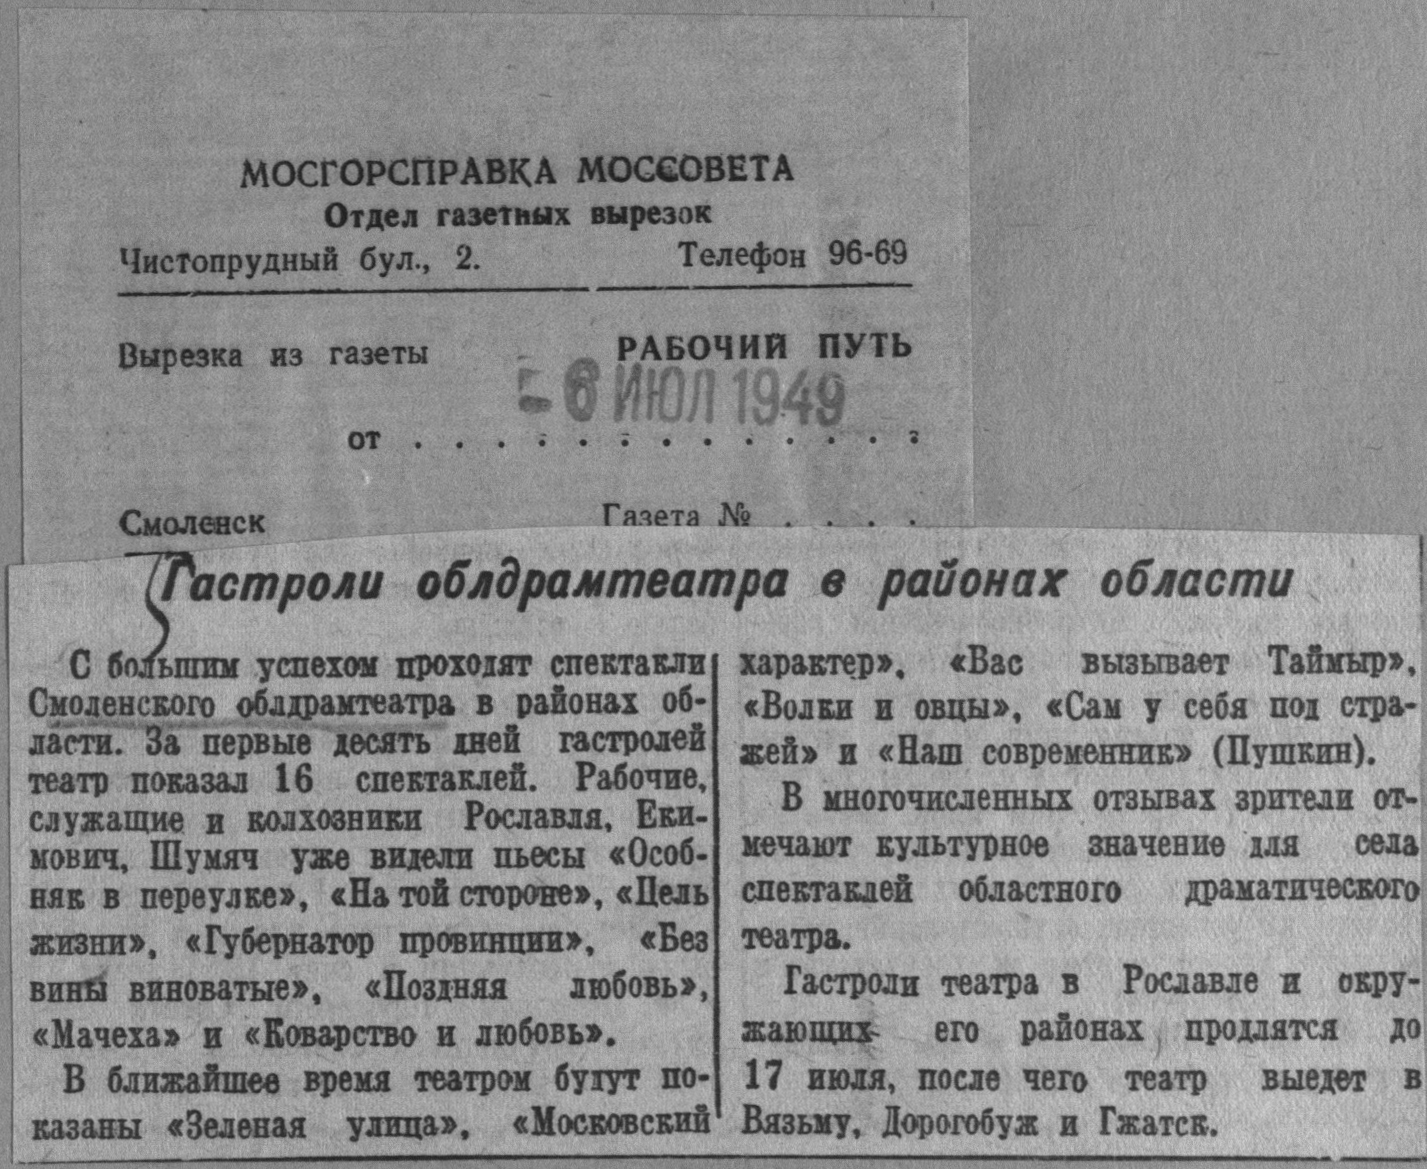 МОСГОРСПРАВКА МОССОВЕТА
Отдел газетных вырезок
Чистопрудный бул., 2. Телефон 96-69
Вырезка из газеты РАБОЧИЙ ПУТЬ
- 6 ИЮЛ 1949
от . . . . . . . . . . . . .
Смоленск Газета № . . . .
Гастроли облдрамтеатра в районах области
С большим успехом проходят спектакли
Смоленского облдрамтеатра в районах об-
ласти. За первые десять дней гастролей
театр показал 16 спектаклей. Рабочие,
служащие и колхозники Рославля, Еки-
мович, Шумяч уже видели пьесы «Особ-
няк в переулке», «На той стороне», «Цель
жизни», «Губернатор провинции», «Без
вины виноватые», «Поздняя любовь»,
«Мачеха» и «Коварство и любовь».
В ближайшее время театром будут по-
казаны «Зеленая улица», «Московский
характер», «Вас вызывает Таймыр»,
«Волки и овцы», «Сам у себя под стра-
жей» и «Наш современник» (Пушкин).
В многочисленных отзывах зрители от-
мечают культурное значение для села
спектаклей областного драматического
театра.
Гастроли театра в Рославле и окру-
жающих его районах продлятся до
17 июля, после чего театр выедет в
Вязьму, Дорогобуж и Гжатск.